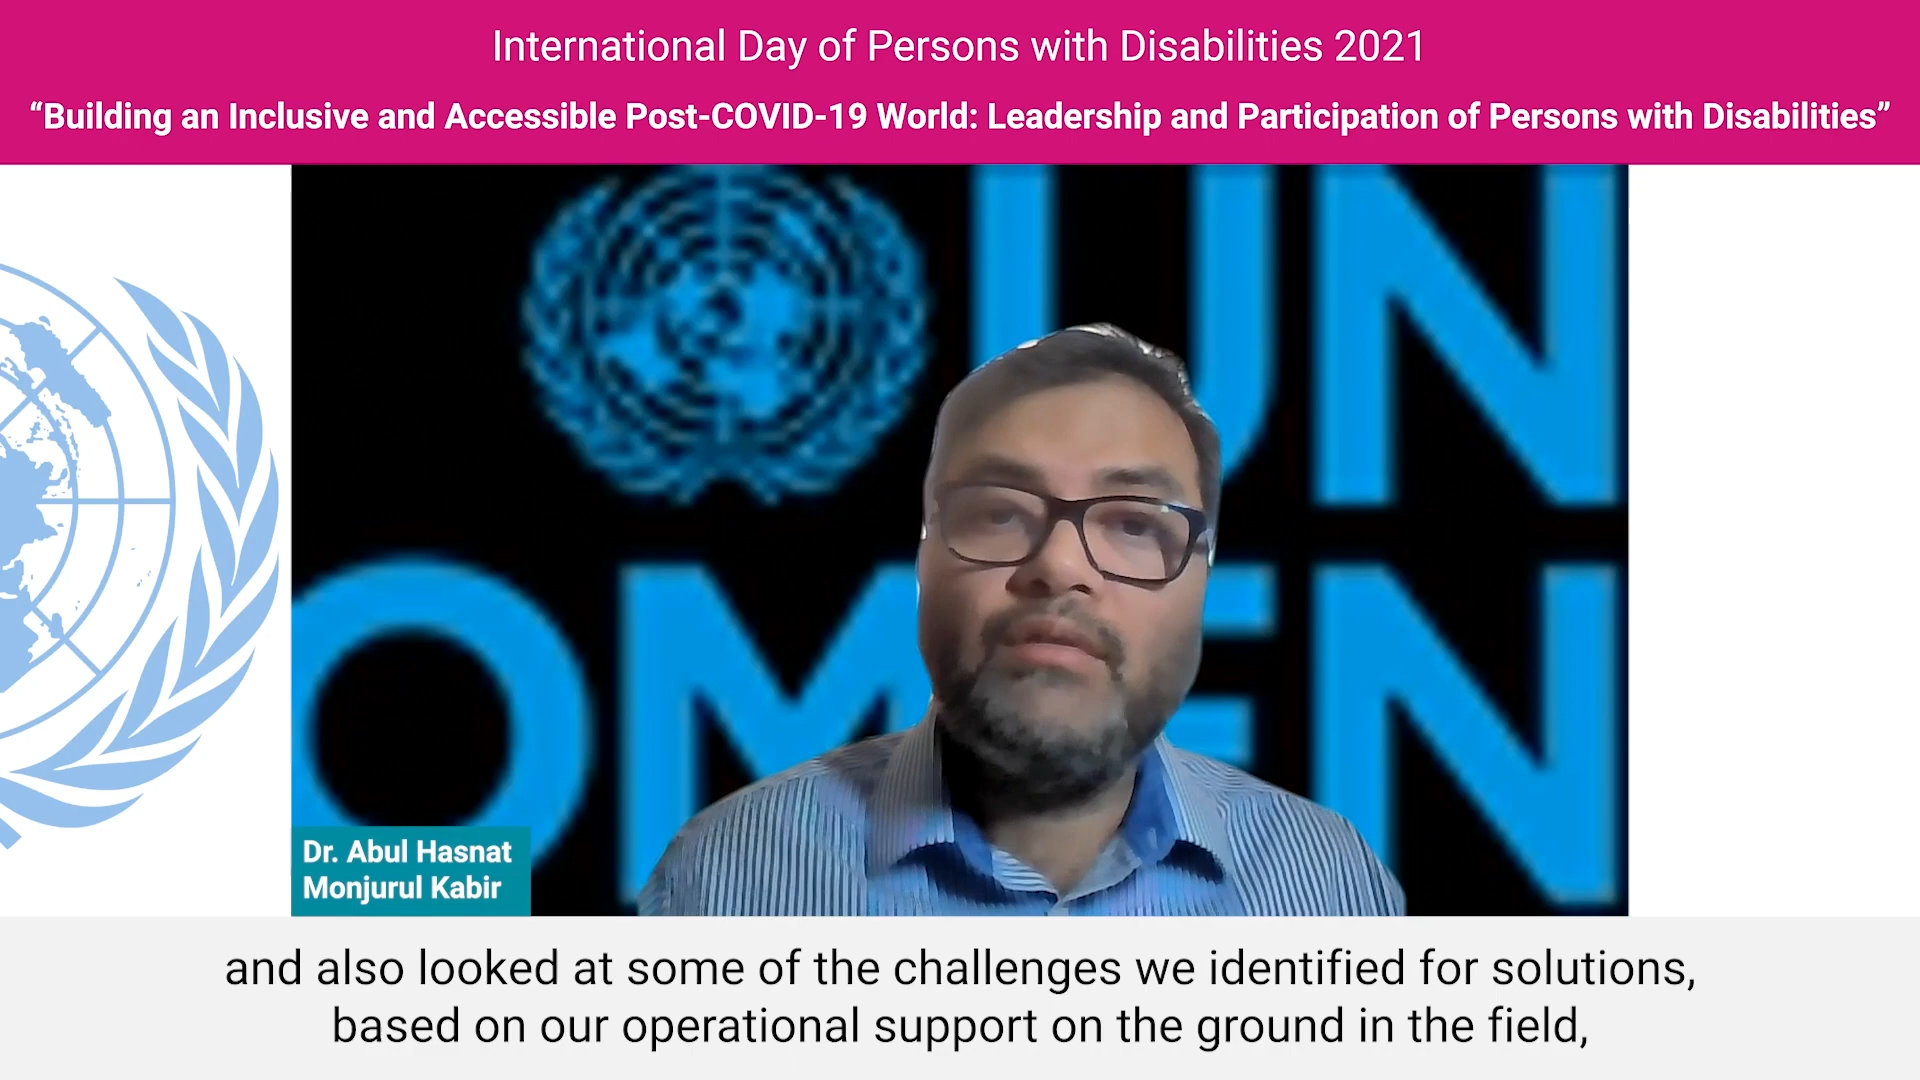 International Day of Persons with Disabilities 2021
“Building an Inclusive and Accessible Post-COVID-19 World: Leadership and Participation of Persons with Disabilities”
UN
OMEN
Dr. Abul Hasnat
Monjurul Kabir
and also looked at some of the challenges we identified for solutions,
based on our operational support on the ground in the field,